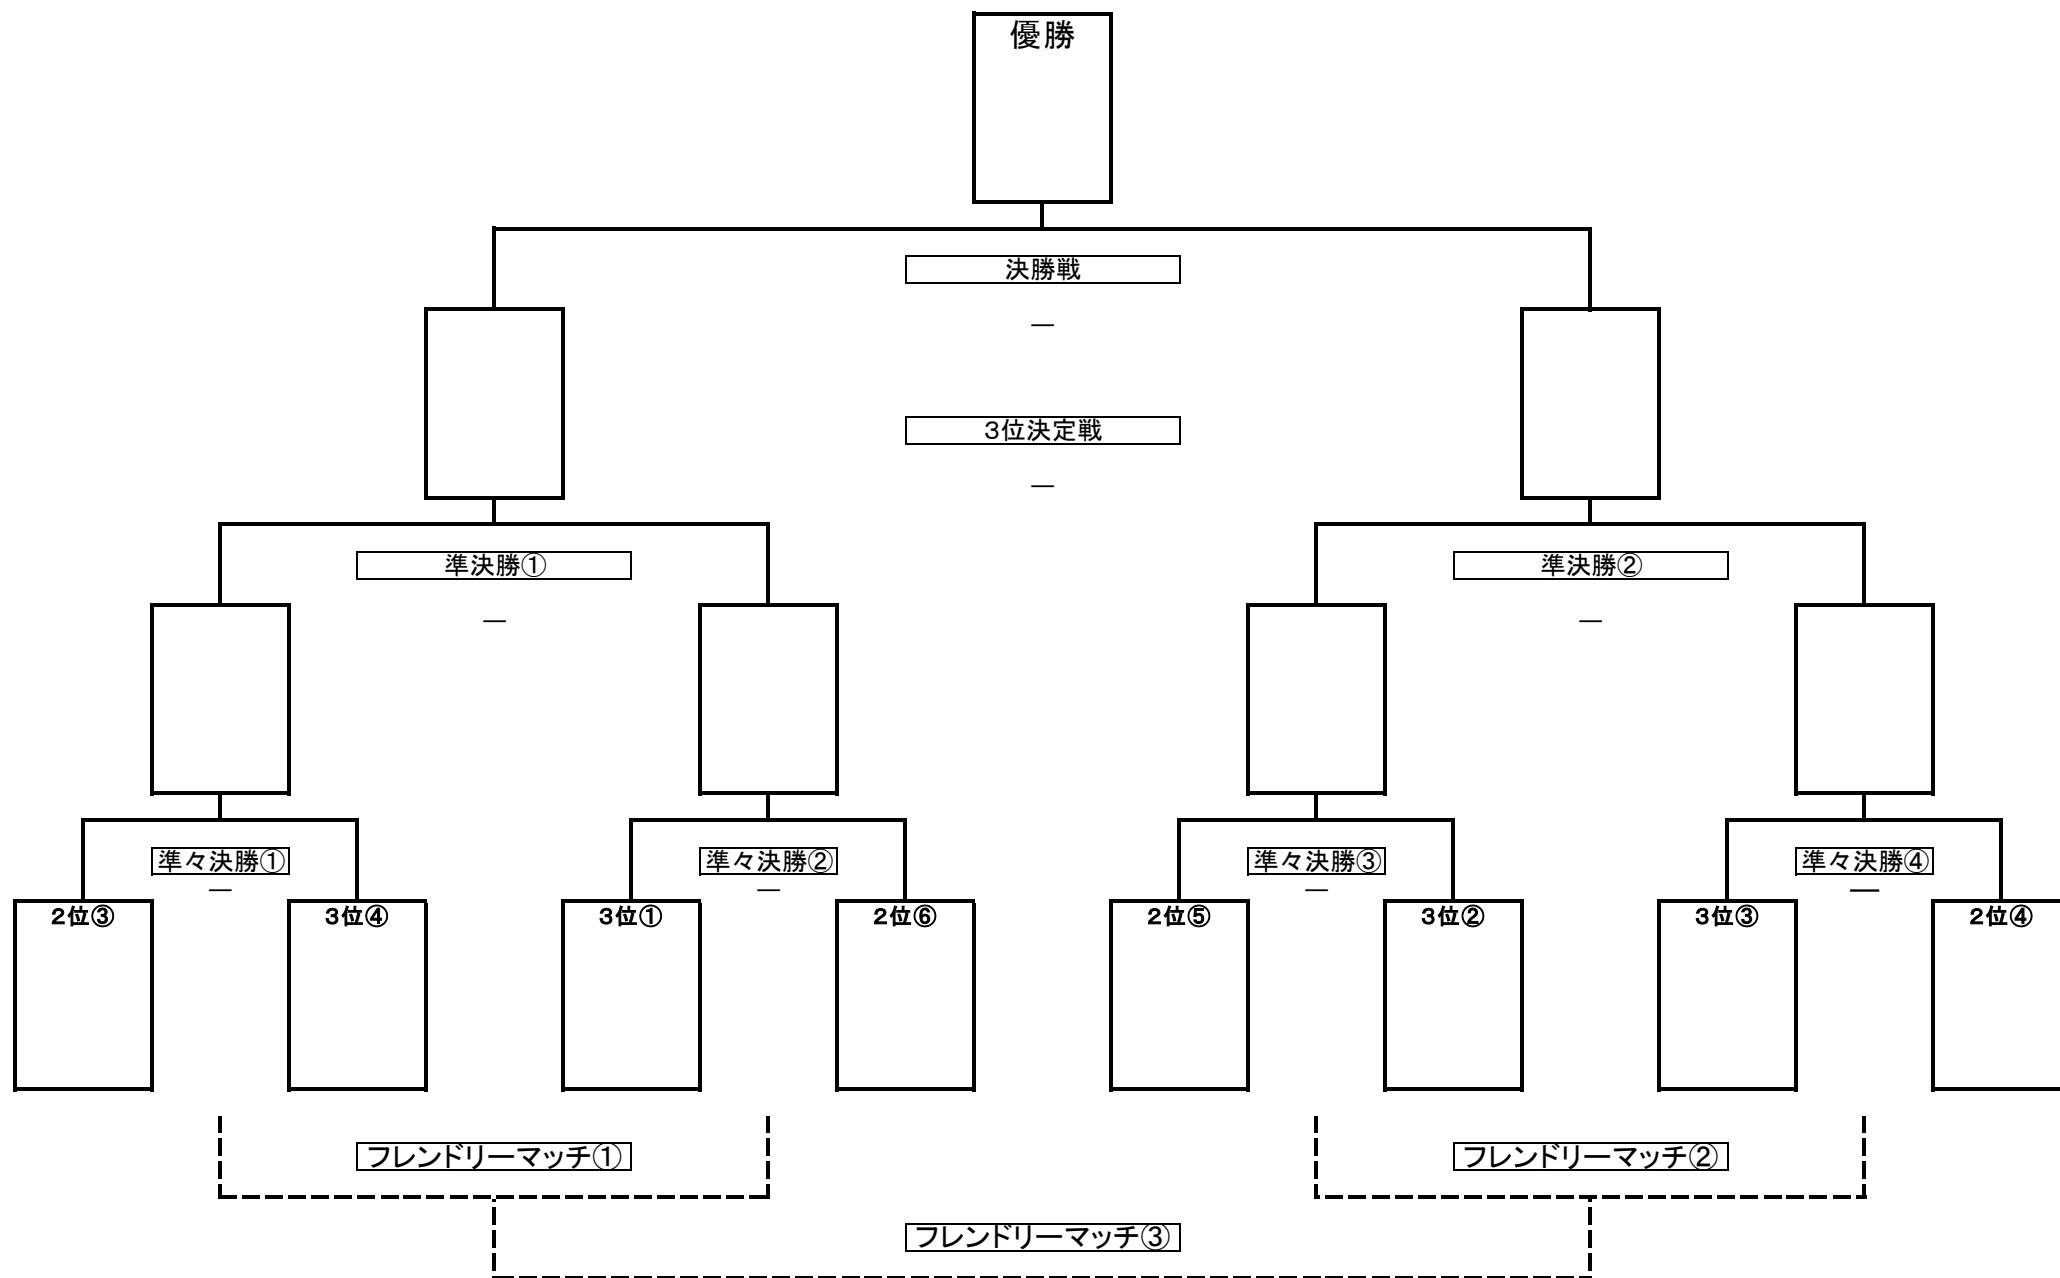 優勝
決勝戦
―
3位決定戦
―
準決勝①
準決勝②
―
―
準々決勝①
準々決勝②
準々決勝③
準々決勝④
―
―
―
―
2位③
3位④
3位①
2位⑥
2位⑤
3位②
3位③
2位④
フレンドリーマッチ①
フレンドリーマッチ②
フレンドリーマッチ③